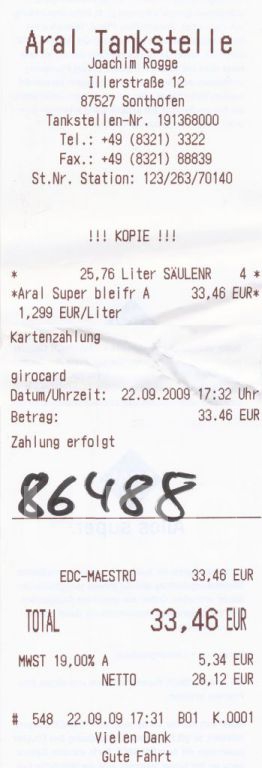 Aral Tankstelle
Joachim Rogge
Illerstraße 12
87527 Sonthofen
Tankstellen-Nr. 191368000
Tel.: +49 (8321) 3322
Fax.: +49 (8321) 88839
St.Nr. Station: 123/263/70140
!!! KOPIE !!!
* 25,76 Liter SÄULENR 4 *
*Aral Super bleifr A 33,46 EUR*
1,299 EUR/Liter
Kartenzahlung
girocard
Datum/Uhrzeit: 22.09.2009 17:32 Uhr
Betrag: 33.46 EUR
Zahlung erfolgt
86488
EDC-MAESTRO 33,46 EUR
TOTAL 33,46 EUR
MWST 19,00% A 5,34 EUR
NETTO 28,12 EUR
# 548 22.09.09 17:31 B01 K.0001
Vielen Dank
Gute Fahrt